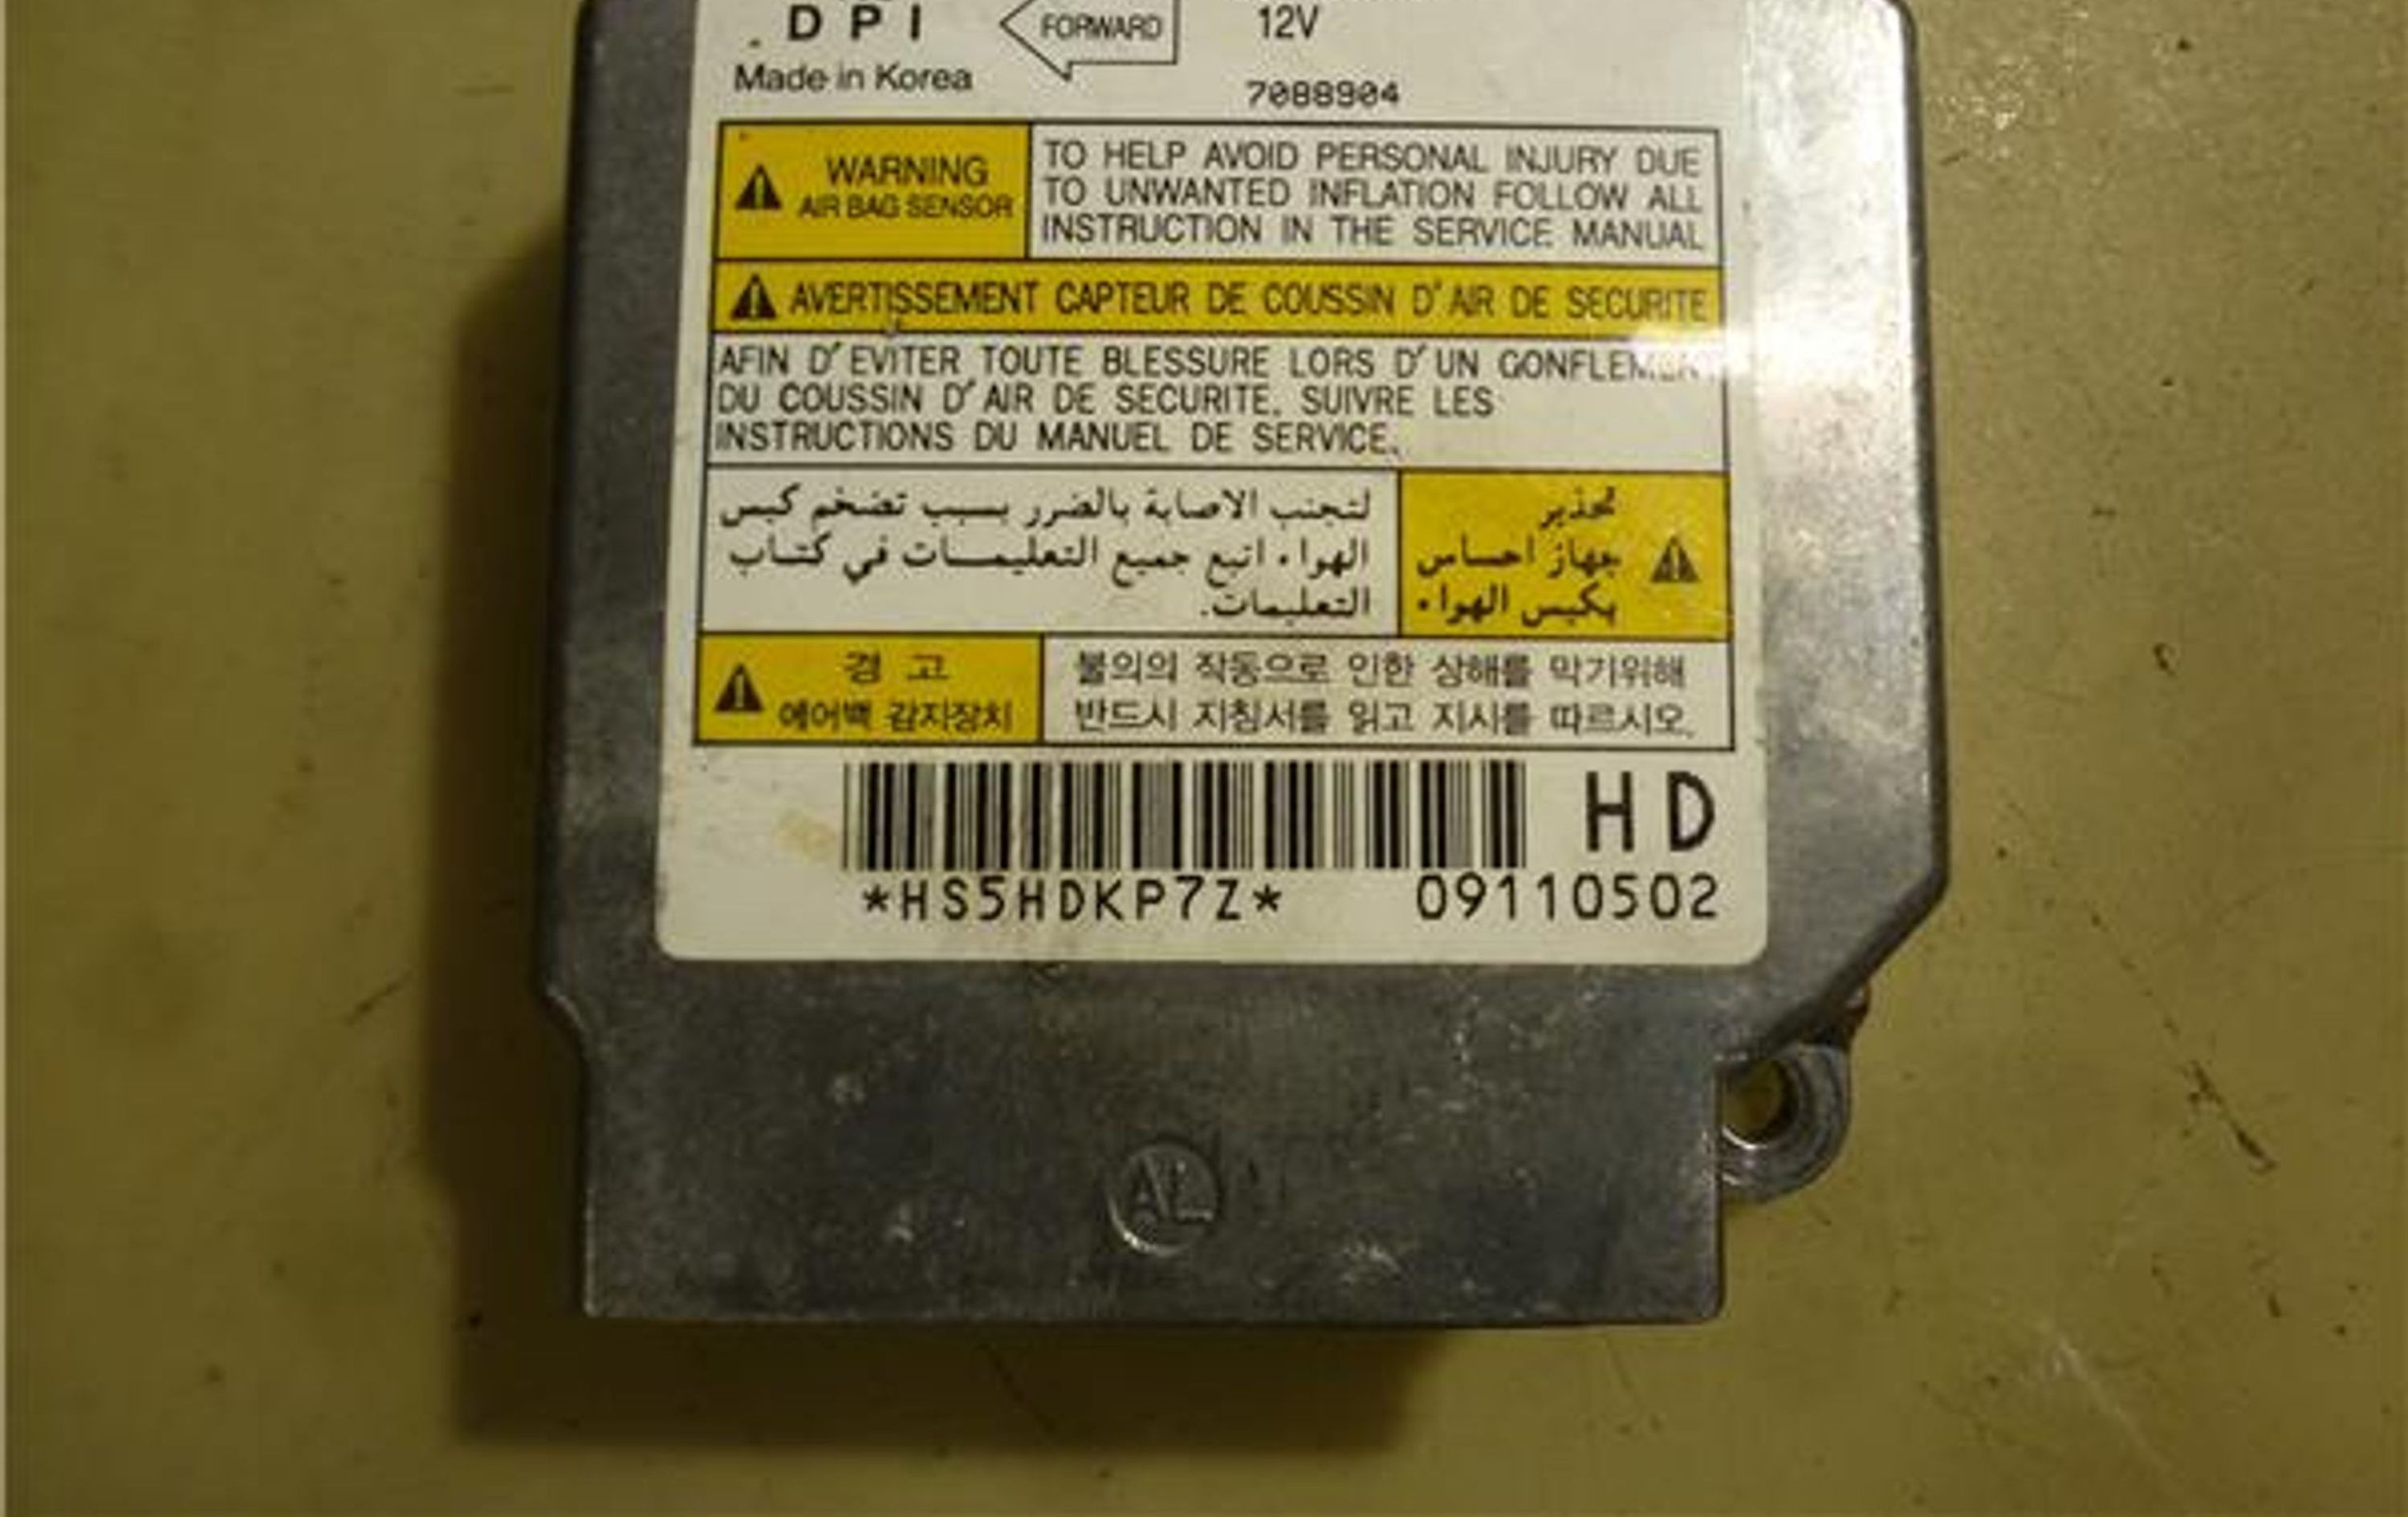 DPI
FORWARD
12V
Made in Korea
7088904
WARNING
AIR BAG SENSOR
TO HELP AVOID PERSONAL INJURY DUE
TO UNWANTED INFLATION FOLLOW ALL
INSTRUCTION IN THE SERVICE MANUAL
AVERTISSEMENT CAPTEUR DE COUSSIN D'AIR DE SECURITE
AFIN D'EVITER TOUTE BLESSURE LORS D'UN GONFLEMENT
DU COUSSIN D'AIR DE SECURITE. SUIVRE LES
INSTRUCTIONS DU MANUEL DE SERVICE.
تحذير
جهاز احساس
بكيس الهواء
لتجنب الاصابة بالضرر بسبب تضخم كيس
الهواء اتبع جميع التعليمات في كتاب
التعليمات.
경 고
에어백 감지장치
불의의 작동으로 인한 상해를 막기위해
반드시 지침서를 읽고 지시를 따르시오.
HD
*HS5HDKP7Z* 09110502
AL